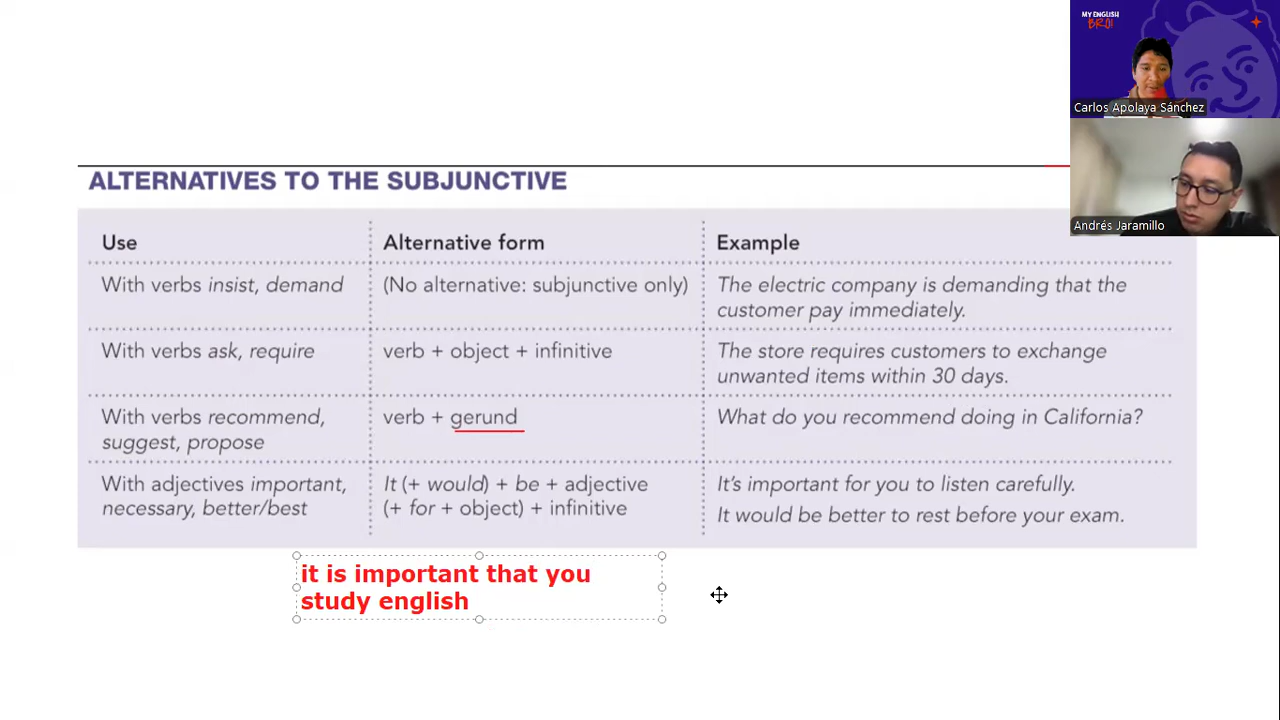 MY ENGLISH
BRO!
Carlos Apolaya Sánchez
Andrés Jaramillo
ALTERNATIVES TO THE SUBJUNCTIVE
Use Alternative form Example
With verbs insist, demand (No alternative: subjunctive only) The electric company is demanding that the
customer pay immediately.
With verbs ask, require verb + object + infinitive The store requires customers to exchange
unwanted items within 30 days.
With verbs recommend, verb + gerund What do you recommend doing in California?
suggest, propose
With adjectives important, It (+ would) + be + adjective It's important for you to listen carefully.
necessary, better/best (+ for + object) + infinitive It would be better to rest before your exam.
it is important that you
study english